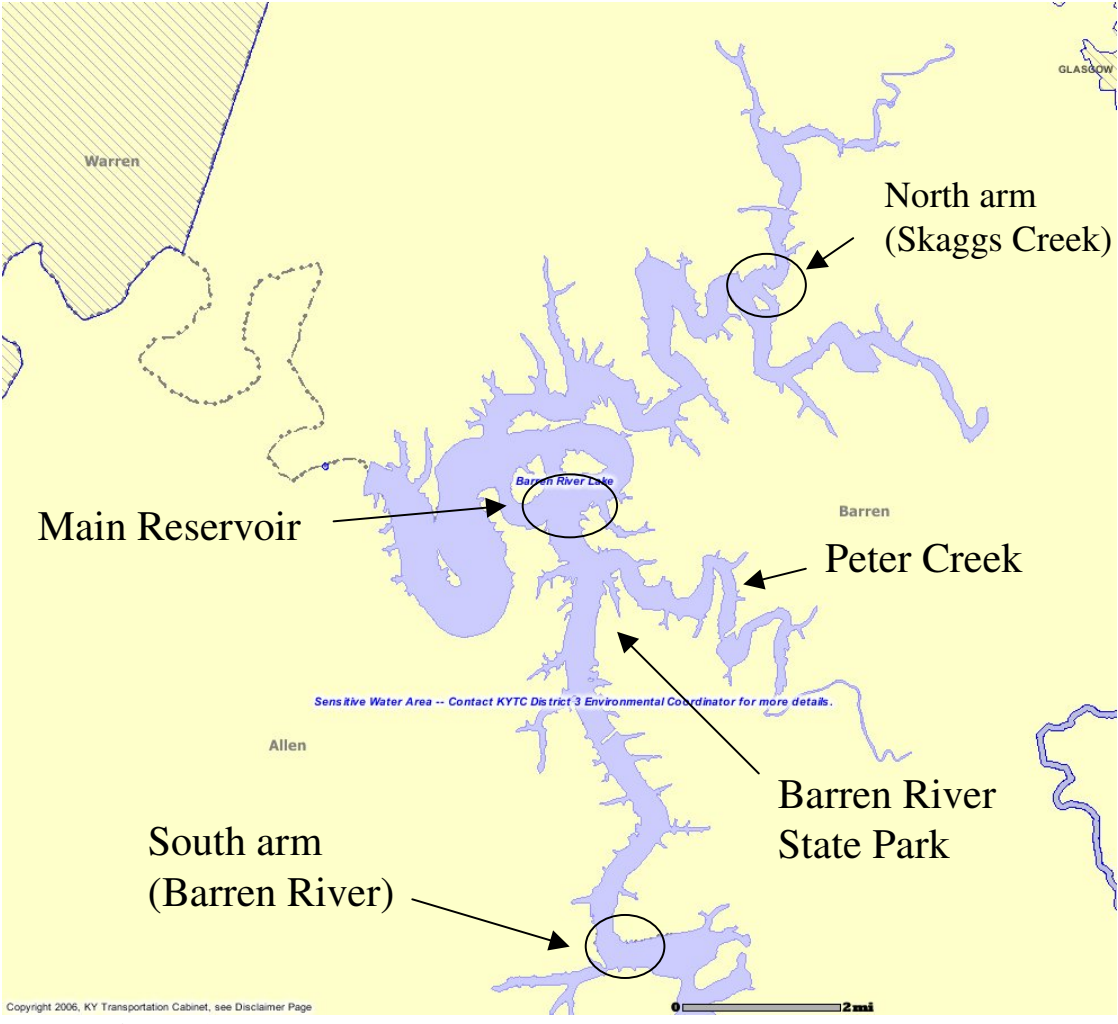 GLASGOW
Warren
North arm
(Skaggs Creek)
Barren River Lake
Main Reservoir
Barren
Peter Creek
Sensitive Water Area -- Contact KYTC District 3 Environmental Coordinator for more details.
Allen
Barren River
State Park
South arm
(Barren River)
Copyright 2006, KY Transportation Cabinet, see Disclaimer Page
0 2mi